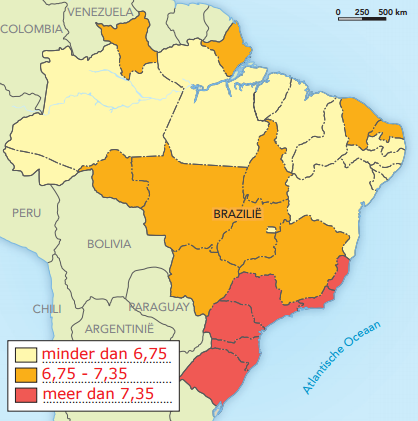 VENEZUELA
COLOMBIA
0 250 500 km
PERU
BRAZILIË
BOLIVIA
CHILI
PARAGUAY
ARGENTINIË
Atlantische Oceaan
minder dan 6,75
6,75 - 7,35
meer dan 7,35